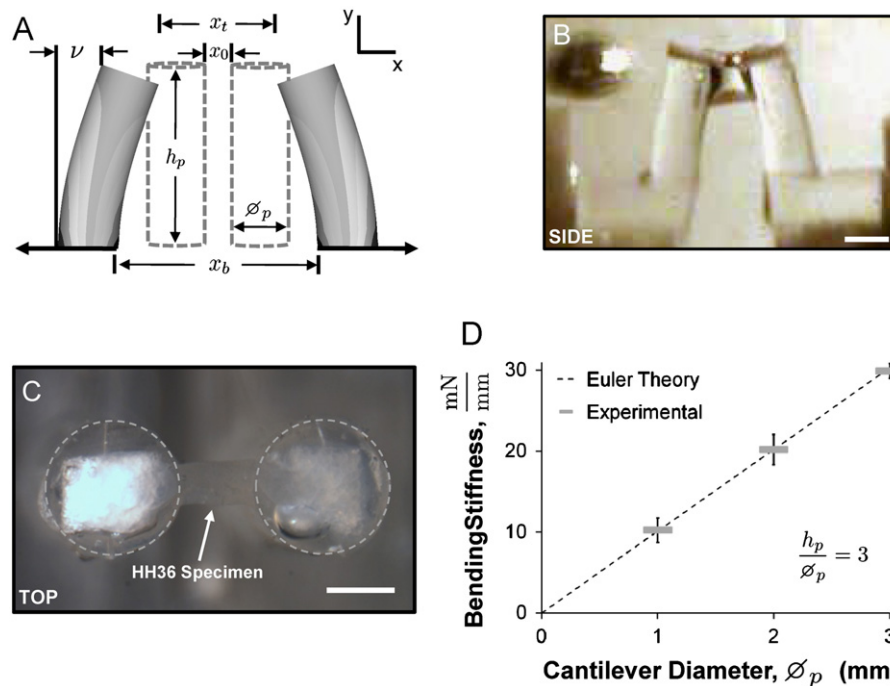 A
x_t
y
ν
x_0
x
h_p
∅_p
x_b
B
SIDE
C
HH36 Specimen
TOP
D
30
20
10
0
BendingStiffness, mN/mm
Euler Theory
Experimental
h_p/∅_p = 3
0 1 2 3
Cantilever Diameter, ∅_p (mm